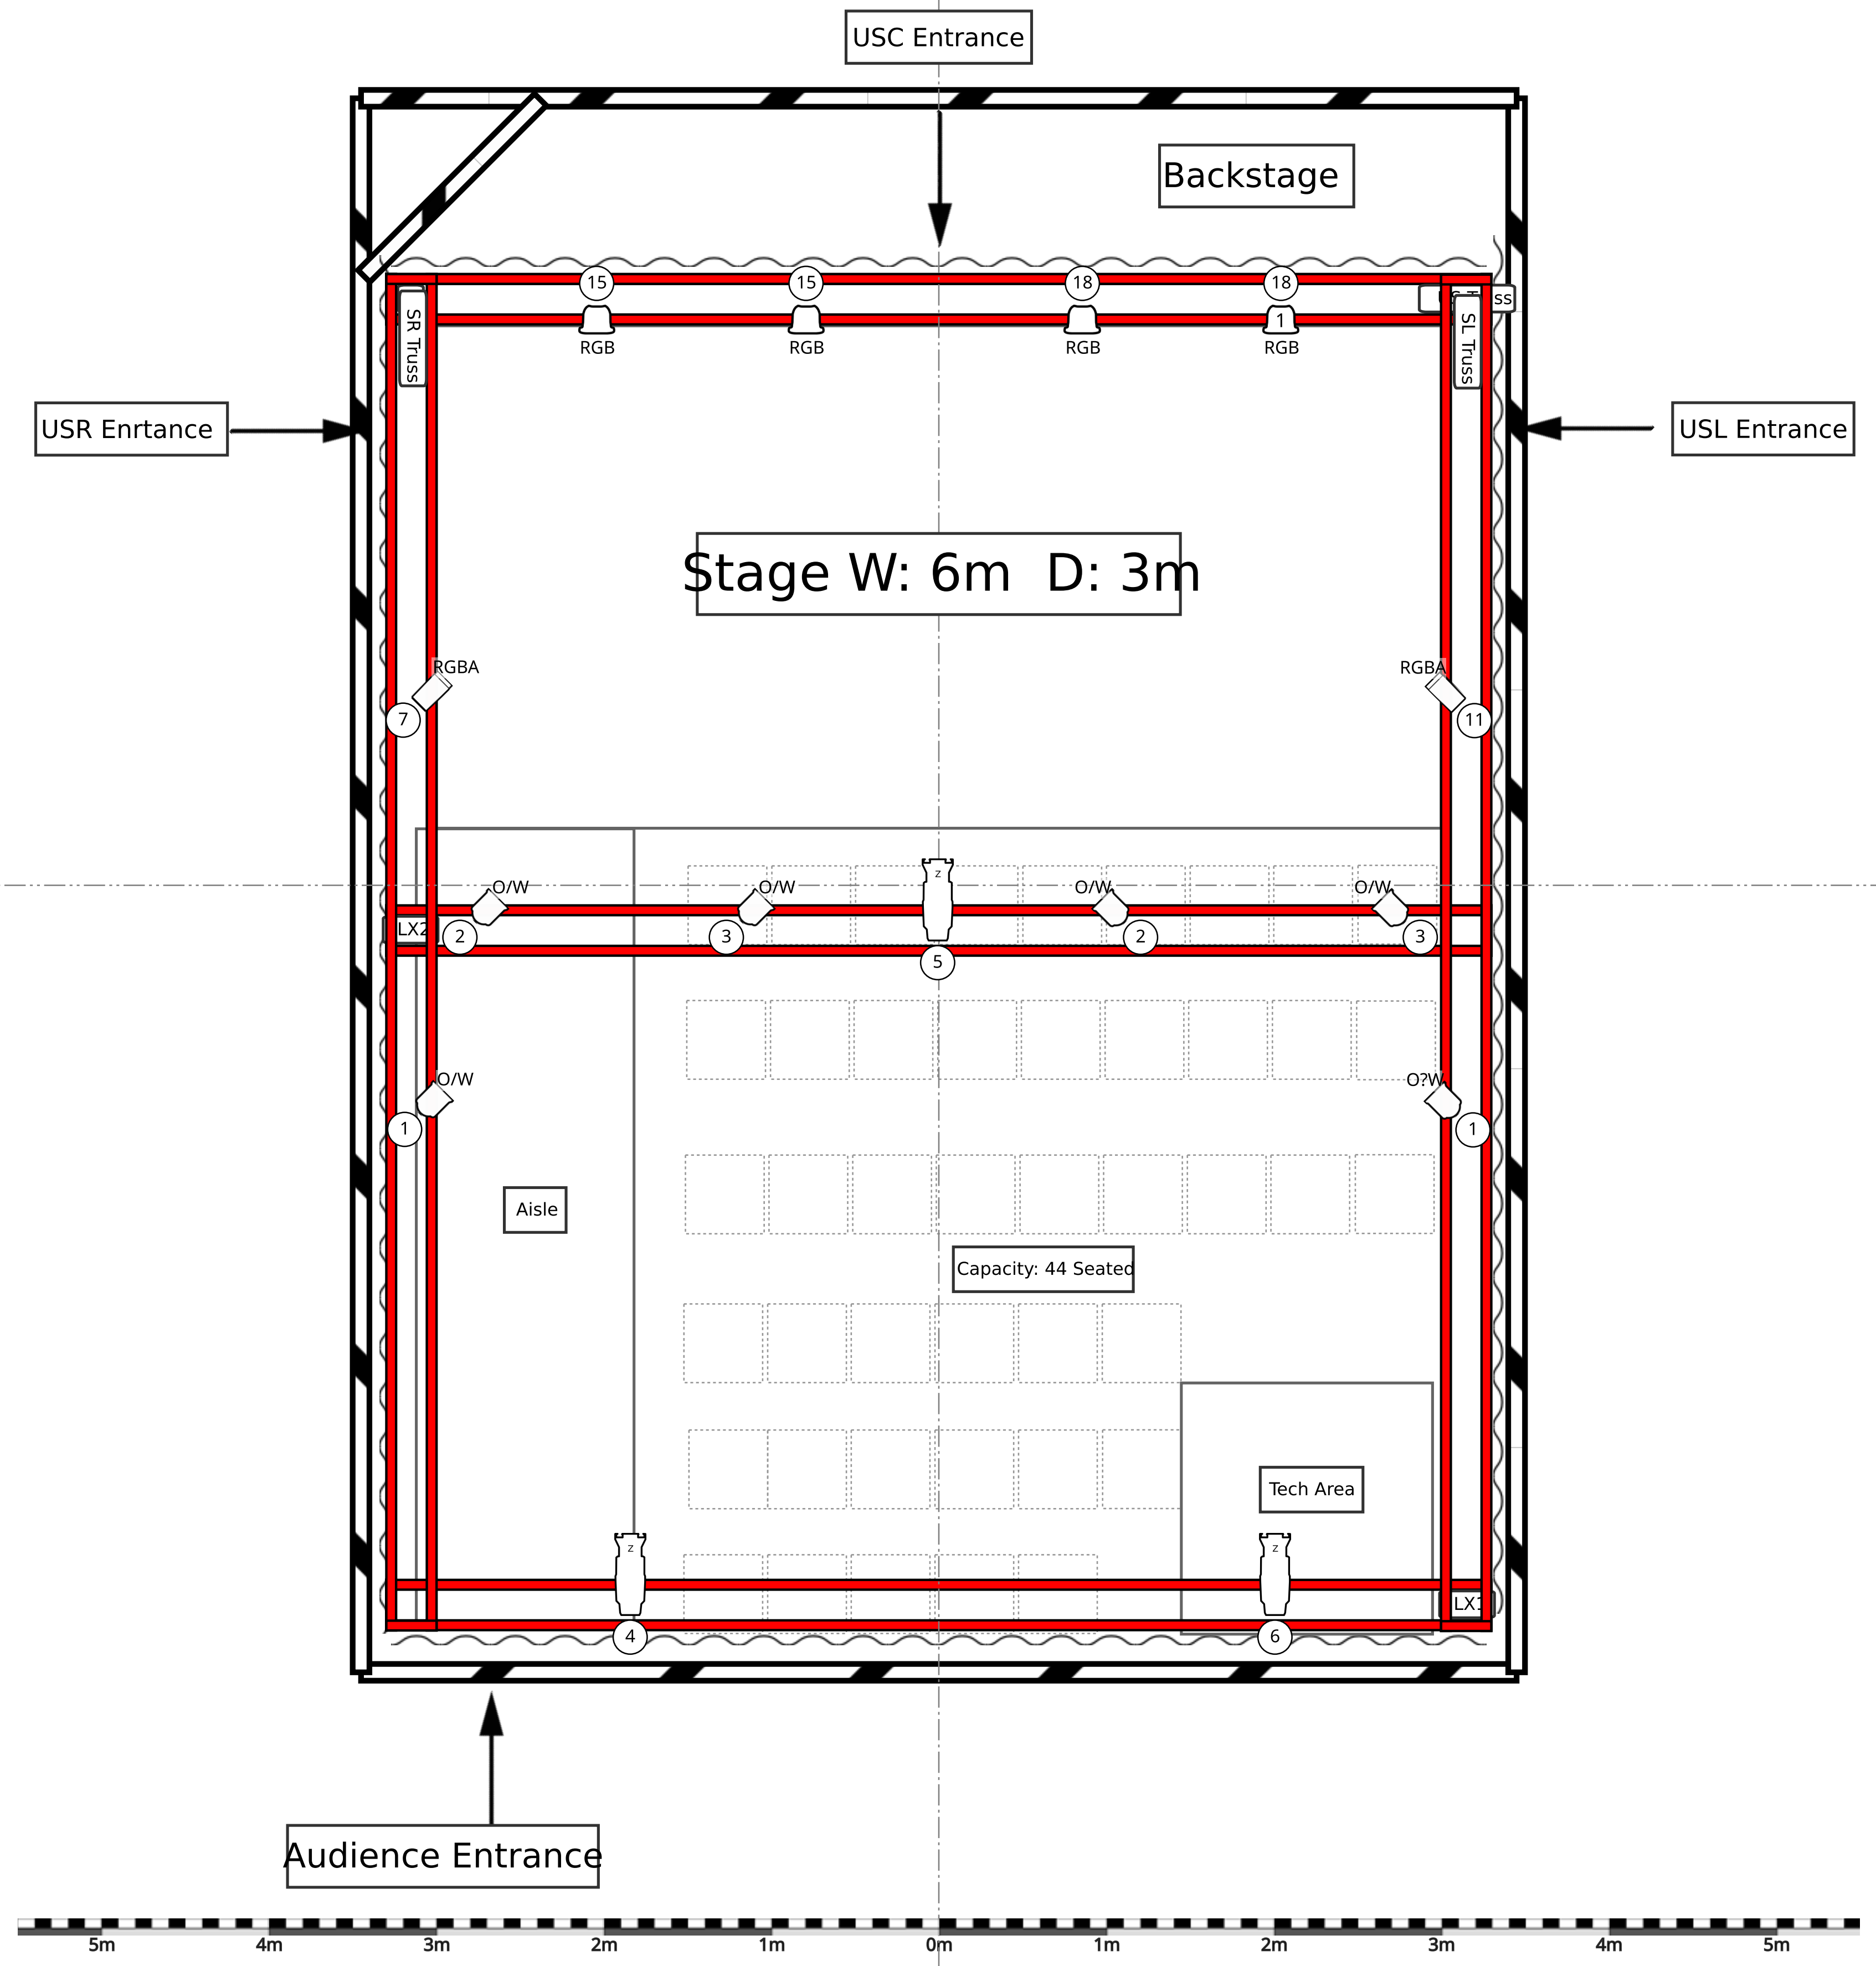 USC Entrance
Backstage
15
15
18
18
ss
1
SR Truss
SL Truss
RGB
RGB
RGB
RGB
USR Enrtance
USL Entrance
Stage W: 6m D: 3m
RGBA
RGBA
7
11
O/W
O/W
z
O/W
O/W
LX2
2
3
2
3
5
O/W
O?W
1
1
Aisle
Capacity: 44 Seated
Tech Area
z
z
LX1
4
6
Audience Entrance
5m 4m 3m 2m 1m 0m 1m 2m 3m 4m 5m